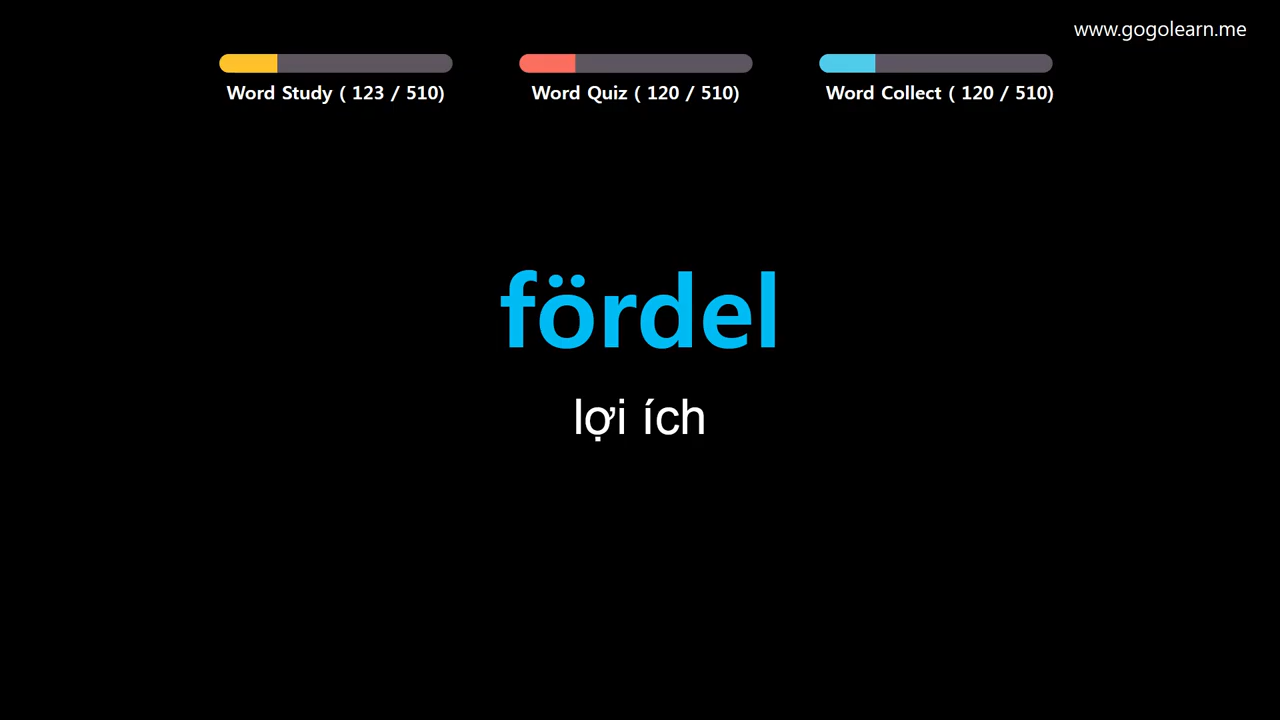 www.gogolearn.me
Word Study ( 123 / 510)
Word Quiz ( 120 / 510)
Word Collect ( 120 / 510)
fördel
lợi ích